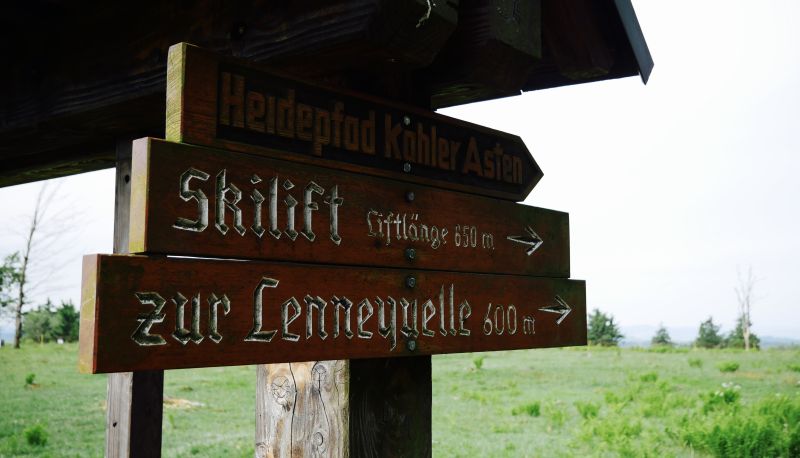 Heidepfad Kahler Asten
Skilift Liftlänge 650 m
zur Lennequelle 600 m